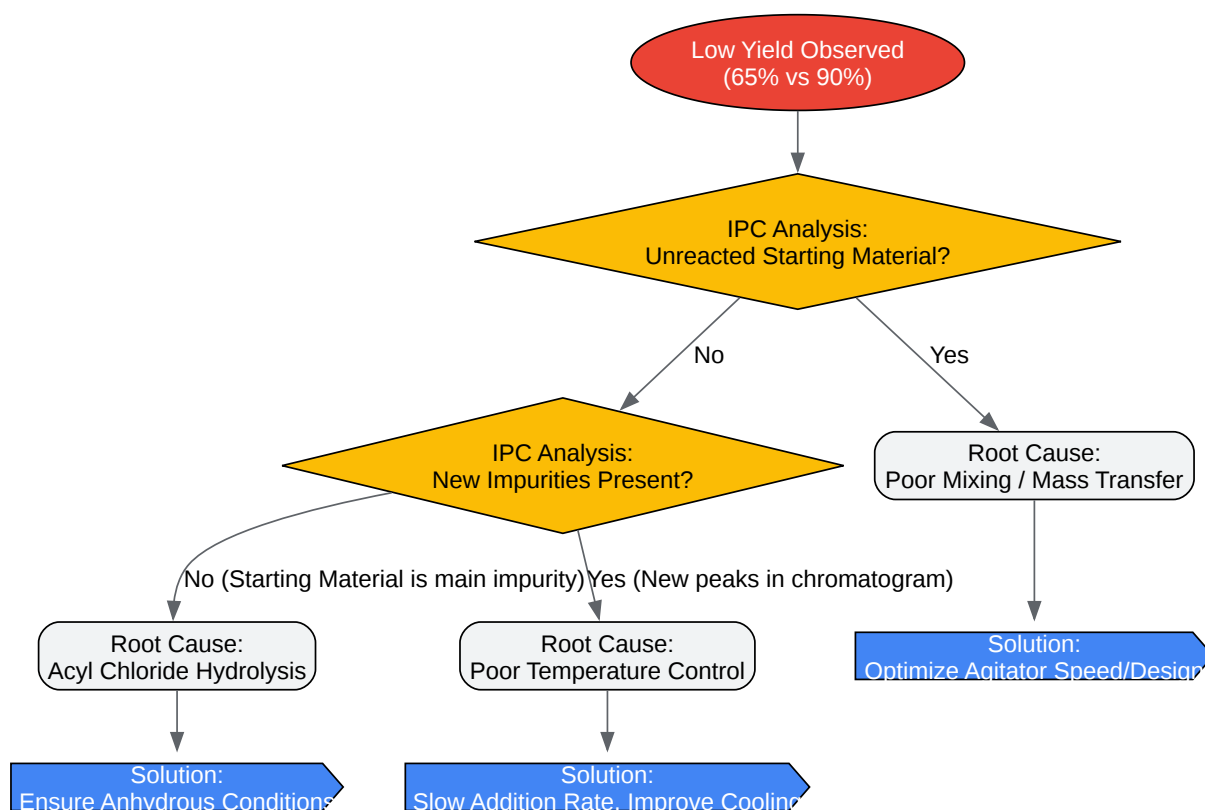 Low Yield Observed
(65% vs 90%)
IPC Analysis:
Unreacted Starting Material?
No
Yes
IPC Analysis:
New Impurities Present?
Root Cause:
Poor Mixing / Mass Transfer
No (Starting Material is main impurity)
Yes (New peaks in chromatogram)
Root Cause:
Acyl Chloride Hydrolysis
Root Cause:
Poor Temperature Control
Solution:
Optimize Agitator Speed/Design
Solution:
Ensure Anhydrous Conditions
Solution:
Slow Addition Rate, Improve Cooling